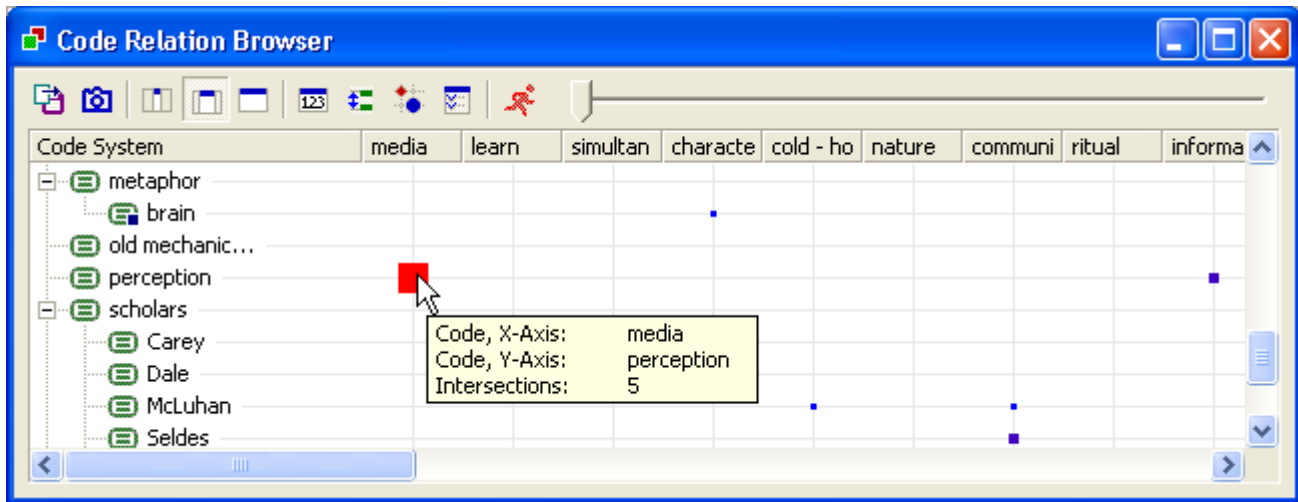 Code Relation Browser
123
Code System media learn simultan characte cold - ho nature communi ritual informa
metaphor
brain
old mechanic...
perception
scholars
Code, X-Axis: media
Carey
Code, Y-Axis: perception
Dale
Intersections: 5
McLuhan
Seldes